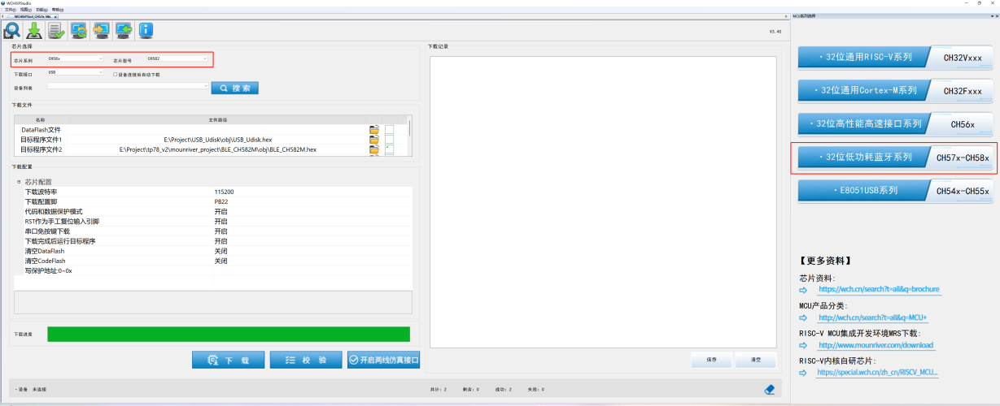 WCHISPStudio
文件(F) 视图(V) 功能(U) 帮助(H)
WCHISPTool_CH57x-58x x
V3.40
芯片选择
芯片系列 CH58x 芯片型号 CH582
下载接口 USB 设备连接后自动下载
设备列表 搜 索
下载文件
名称 文件路径
DataFlash文件
目标程序文件1 E:\Project\USB_Udisk\obj\USB_Udisk.hex
目标程序文件2 E:\Project\tp78_v2\mounriver_project\BLE_CH582M\obj\BLE_CH582M.hex
下载配置
芯片配置
下载波特率 115200
下载配置脚 PB22
代码和数据保护模式 开启
RST作为手工复位输入引脚 开启
串口免按键下载 开启
下载完成后运行目标程序 开启
清空DataFlash 关闭
清空CodeFlash 关闭
写保护地址:0~0x
下载进度
下 载 校 验 开启两线仿真接口
·设备 未连接
下载记录
保存 清空
共计: 2 剩余: 0 成功: 2 失败: 0
MCU系列选择
·32位通用RISC-V系列 CH32Vxxx
·32位通用Cortex-M系列 CH32Fxxx
·32位高性能高速接口系列 CH56x
·32位低功耗蓝牙系列 CH57x-CH58x
·E8051USB系列 CH54x-CH55x
【更多资料】
芯片资料:
https://wch.cn/search?t=all&q=brochure
MCU产品分类:
http://wch.cn/search?t=all&q=MCU+
RISC-V MCU集成开发环境MRS下载:
http://www.mounriver.com/download
RISC-V内核自研芯片:
https://special.wch.cn/zh_cn/RISCV_MCU...